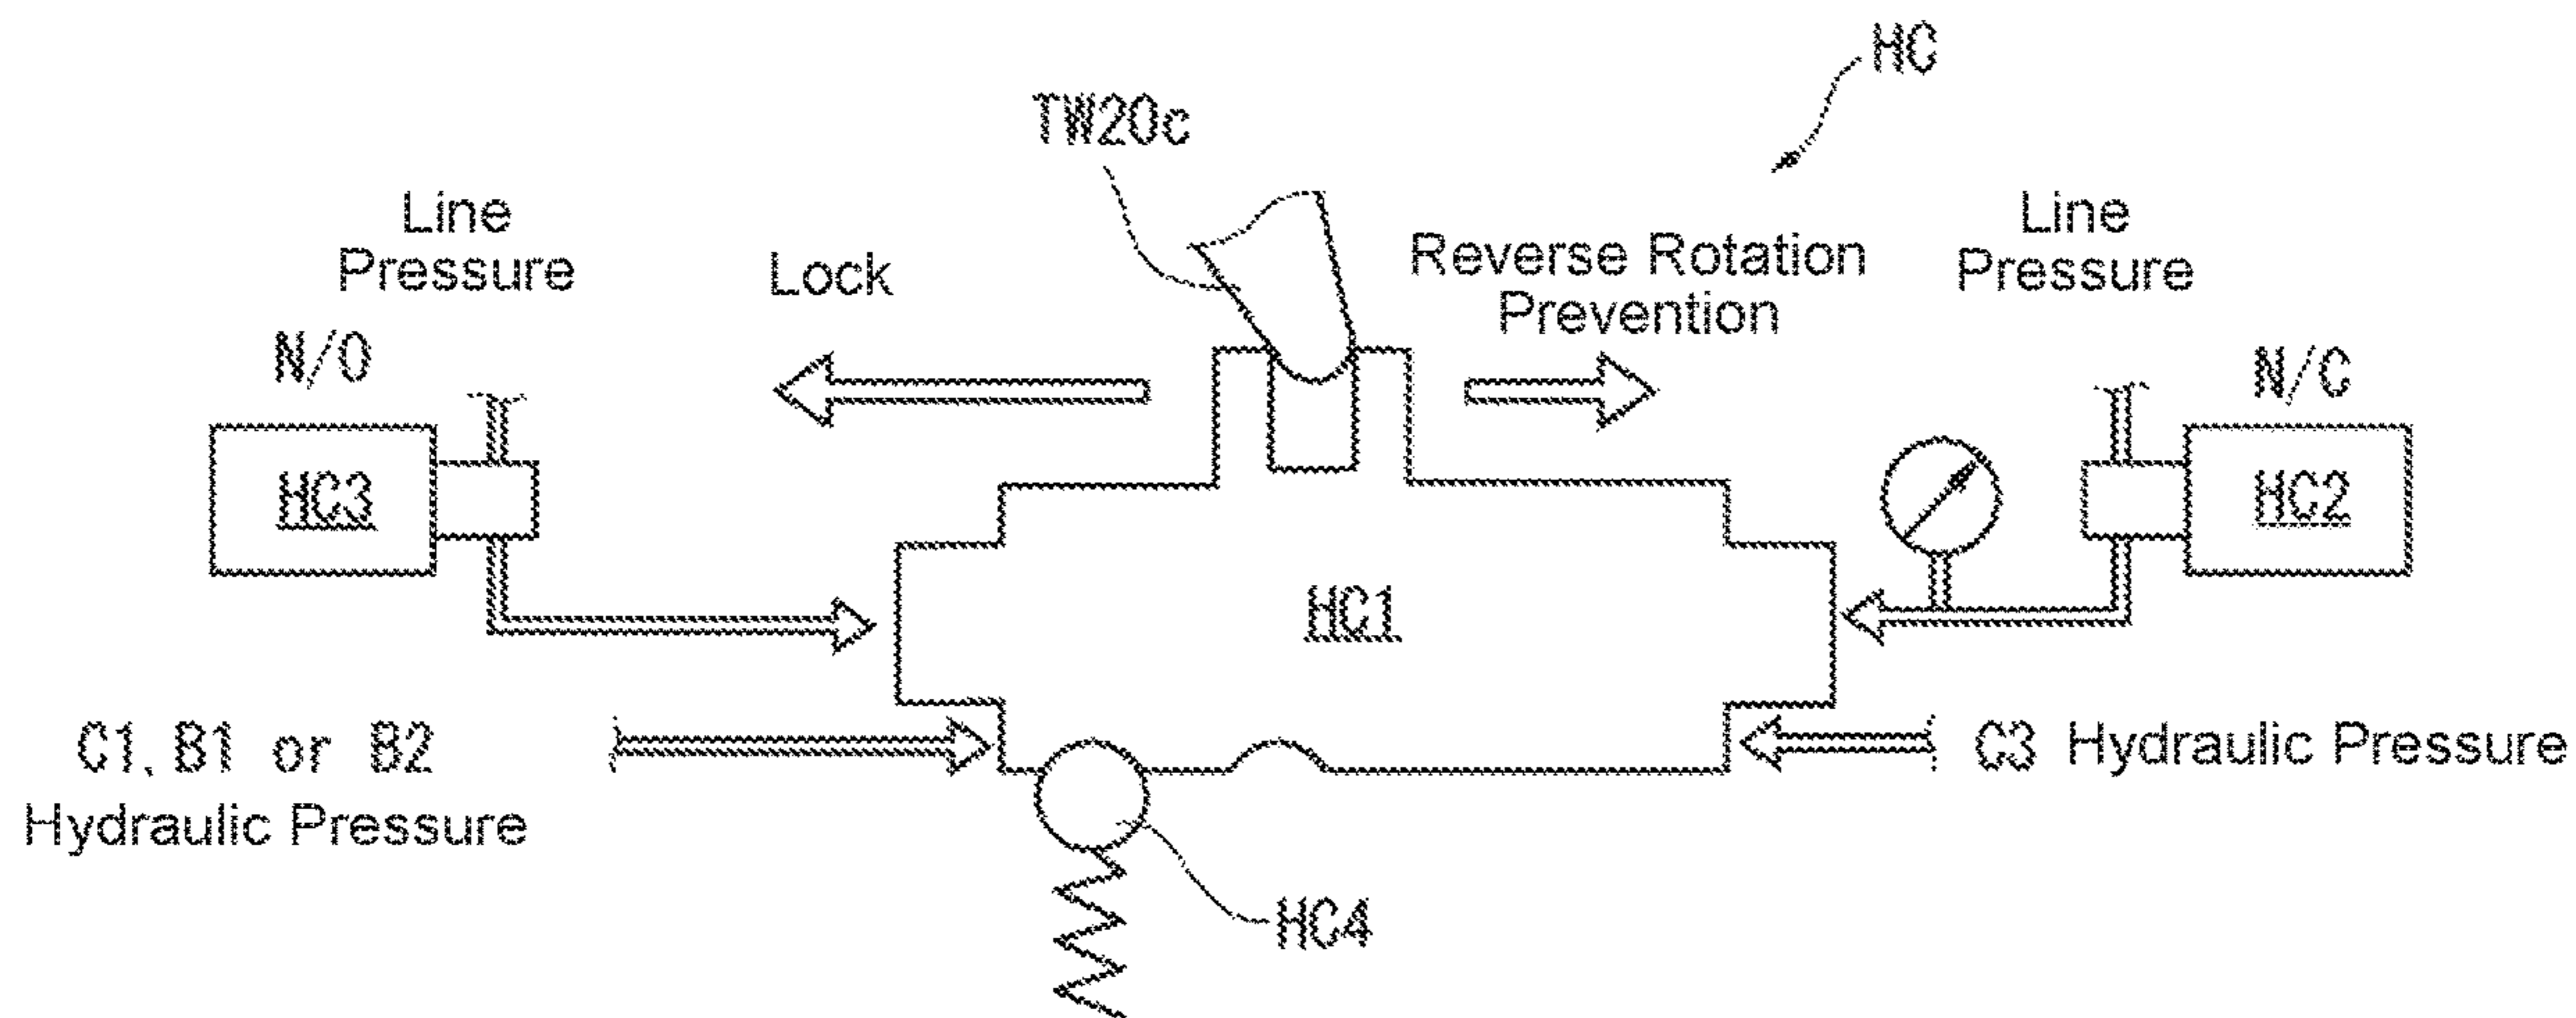 HC
TW20c
Line
Pressure
Lock
Reverse Rotation
Prevention
Line
Pressure
N/O
N/C
HC3
HC2
HC1
C1, B1 or B2
Hydraulic Pressure
C3 Hydraulic Pressure
HC4